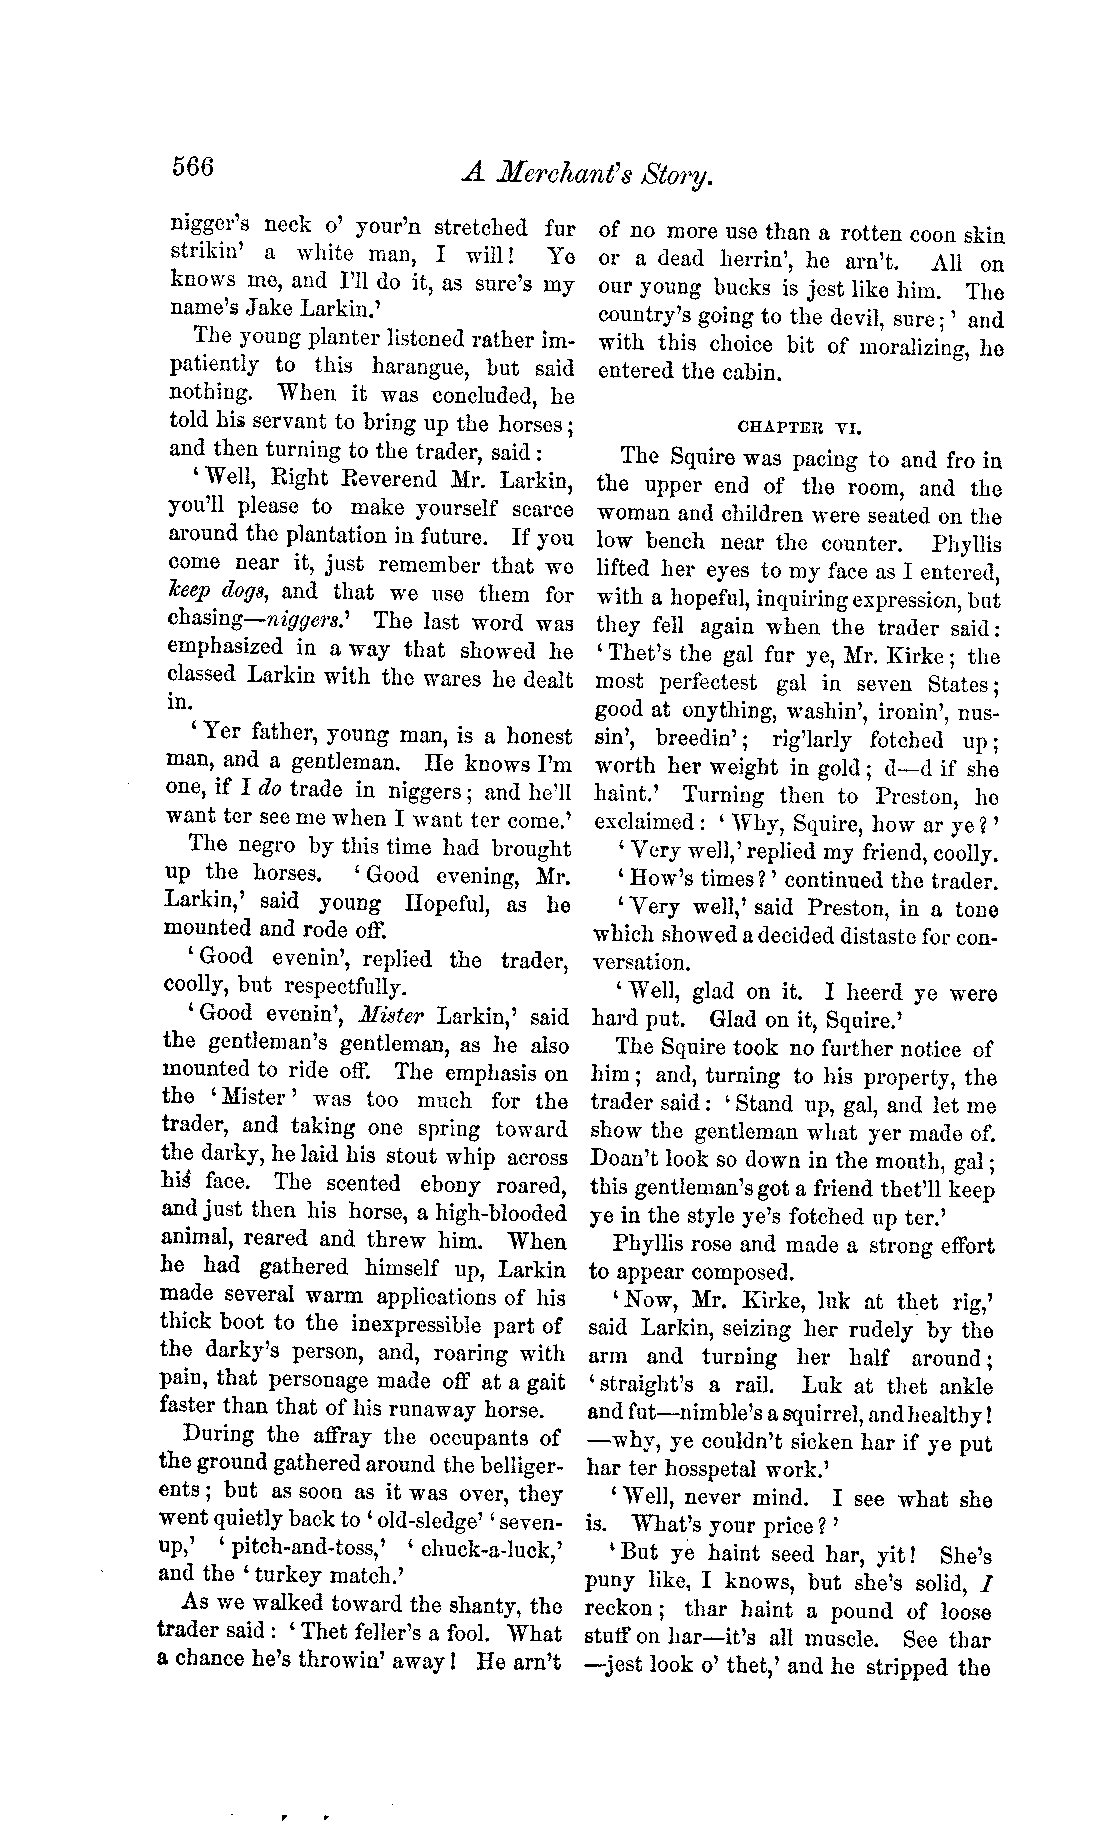 566
A Merchant's Story.
nigger's neck o' your'n stretched fur
strikin' a white man, I will! Ye
knows me, and I'll do it, as sure's my
name's Jake Larkin.'
The young planter listened rather im-
patiently to this harangue, but said
nothing. When it was concluded, he
told his servant to bring up the horses;
and then turning to the trader, said:
'Well, Right Reverend Mr. Larkin,
you'll please to make yourself scarce
around the plantation in future. If you
come near it, just remember that we
keep dogs, and that we use them for
chasing—niggers.' The last word was
emphasized in a way that showed he
classed Larkin with the wares he dealt
in.
'Yer father, young man, is a honest
man, and a gentleman. He knows I'm
one, if I do trade in niggers; and he'll
want ter see me when I want ter come.'
The negro by this time had brought
up the horses. 'Good evening, Mr.
Larkin,' said young Hopeful, as he
mounted and rode off.
'Good evenin', replied the trader,
coolly, but respectfully.
'Good evenin', Mister Larkin,' said
the gentleman's gentleman, as he also
mounted to ride off. The emphasis on
the 'Mister' was too much for the
trader, and taking one spring toward
the darky, he laid his stout whip across
his face. The scented ebony roared,
and just then his horse, a high-blooded
animal, reared and threw him. When
he had gathered himself up, Larkin
made several warm applications of his
thick boot to the inexpressible part of
the darky's person, and, roaring with
pain, that personage made off at a gait
faster than that of his runaway horse.
During the affray the occupants of
the ground gathered around the belliger-
ents; but as soon as it was over, they
went quietly back to 'old-sledge' 'seven-
up,' 'pitch-and-toss,' 'chuck-a-luck,'
and the 'turkey match.'
As we walked toward the shanty, the
trader said: 'Thet feller's a fool. What
a chance he's throwin' away! He arn't
of no more use than a rotten coon skin
or a dead herrin', he arn't. All on
our young bucks is jest like him. The
country's going to the devil, sure;' and
with this choice bit of moralizing, he
entered the cabin.
CHAPTER VI.
The Squire was pacing to and fro in
the upper end of the room, and the
woman and children were seated on the
low bench near the counter. Phyllis
lifted her eyes to my face as I entered,
with a hopeful, inquiring expression, but
they fell again when the trader said:
'Thet's the gal fur ye, Mr. Kirke; the
most perfectest gal in seven States;
good at onything, washin', ironin', nus-
sin', breedin'; rig'larly fotched up;
worth her weight in gold; d—d if she
haint.' Turning then to Preston, he
exclaimed: 'Why, Squire, how ar ye?'
'Very well,' replied my friend, coolly.
'How's times?' continued the trader.
'Very well,' said Preston, in a tone
which showed a decided distaste for con-
versation.
'Well, glad on it. I heerd ye were
hard put. Glad on it, Squire.'
The Squire took no further notice of
him; and, turning to his property, the
trader said: 'Stand up, gal, and let me
show the gentleman what yer made of.
Doan't look so down in the mouth, gal;
this gentleman's got a friend thet'll keep
ye in the style ye's fotched up ter.'
Phyllis rose and made a strong effort
to appear composed.
'Now, Mr. Kirke, luk at thet rig,'
said Larkin, seizing her rudely by the
arm and turning her half around;
'straight's a rail. Luk at thet ankle
and fut—nimble's a squirrel, and healthy!
—why, ye couldn't sicken har if ye put
har ter hosspetal work.'
'Well, never mind. I see what she
is. What's your price?'
'But ye haint seed har, yit! She's
puny like, I knows, but she's solid, I
reckon; thar haint a pound of loose
stuff on har—it's all muscle. See thar
—jest look o' thet,' and he stripped the